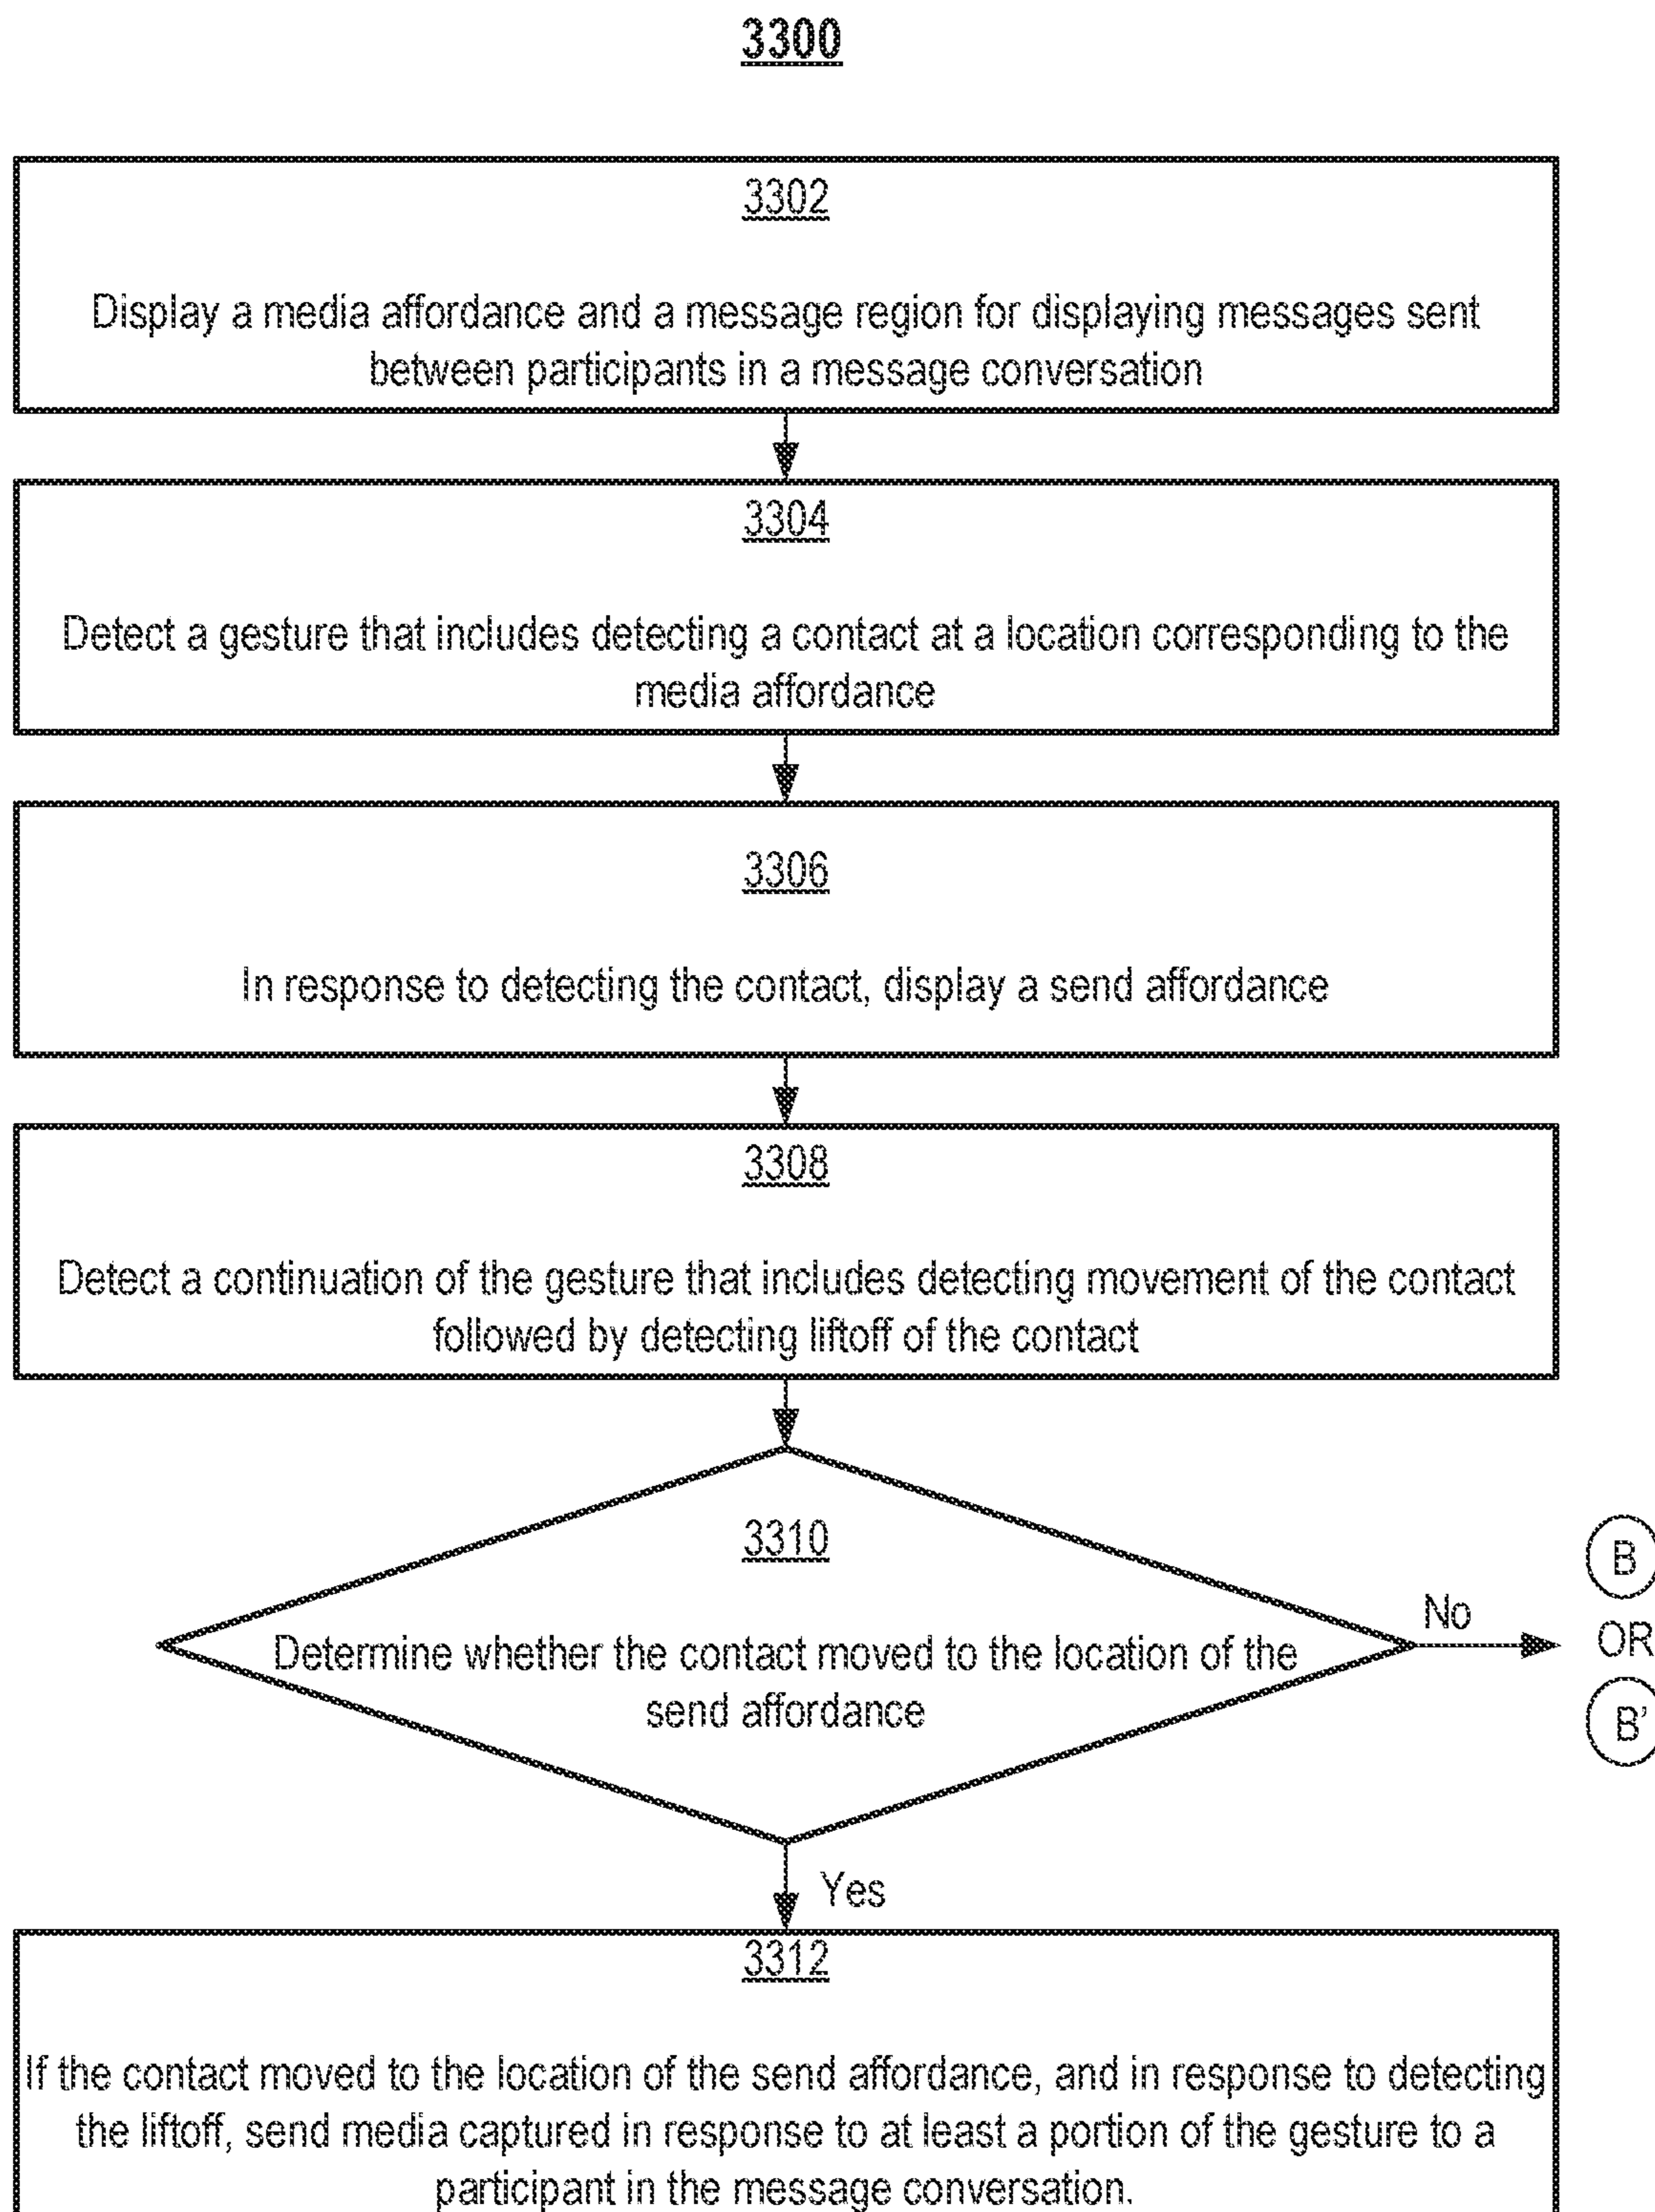 3300
3302
Display a media affordance and a message region for displaying messages sent
between participants in a message conversation
3304
Detect a gesture that includes detecting a contact at a location corresponding to the
media affordance
3306
In response to detecting the contact, display a send affordance
3308
Detect a continuation of the gesture that includes detecting movement of the contact
followed by detecting liftoff of the contact
3310
Determine whether the contact moved to the location of the
send affordance
No
B
OR
B'
Yes
3312
If the contact moved to the location of the send affordance, and in response to detecting
the liftoff, send media captured in response to at least a portion of the gesture to a
participant in the message conversation.